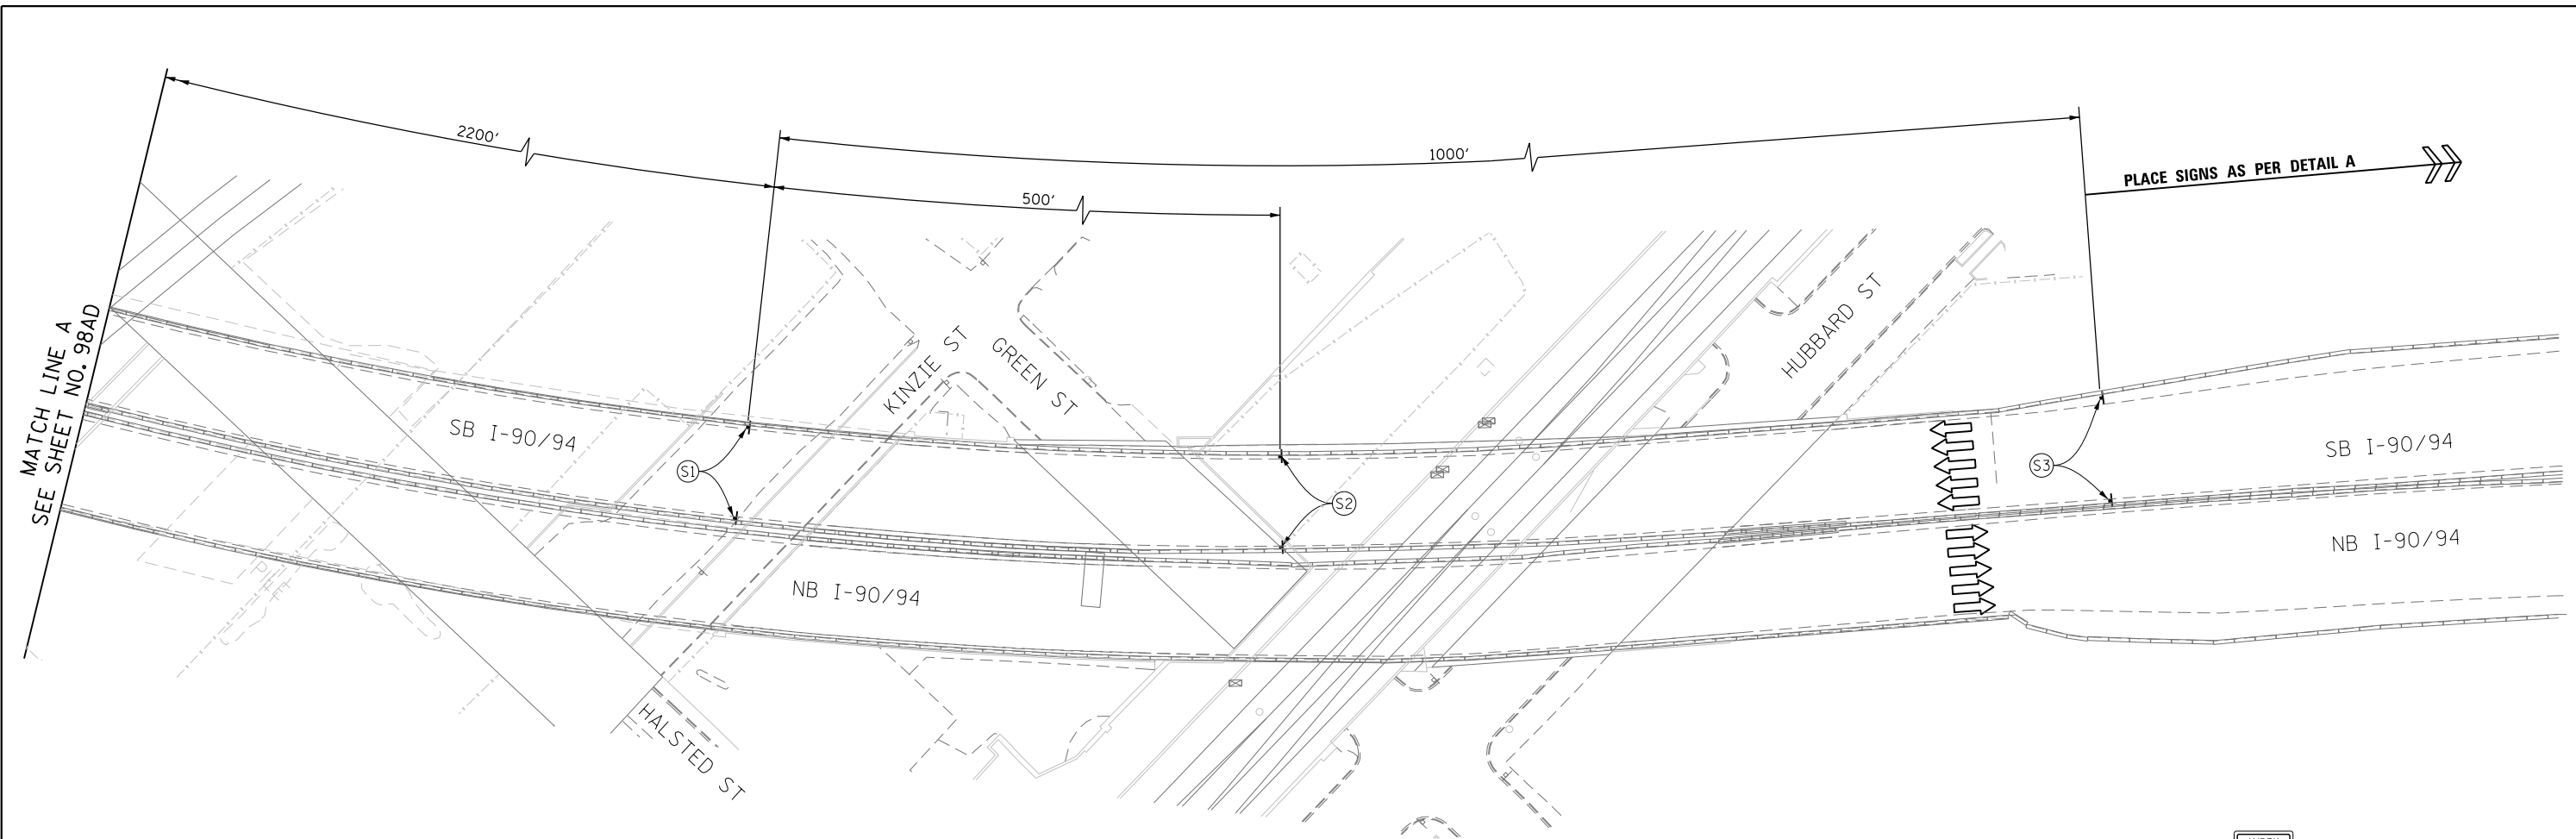 2200'
1000'
500'
PLACE SIGNS AS PER DETAIL A
MATCH LINE A
SEE SHEET NO. 98AD
KINZIE ST
GREEN ST
HUBBARD ST
SB I-90/94
SB I-90/94
S1
S3
S2
NB I-90/94
NB I-90/94
HALSTED ST